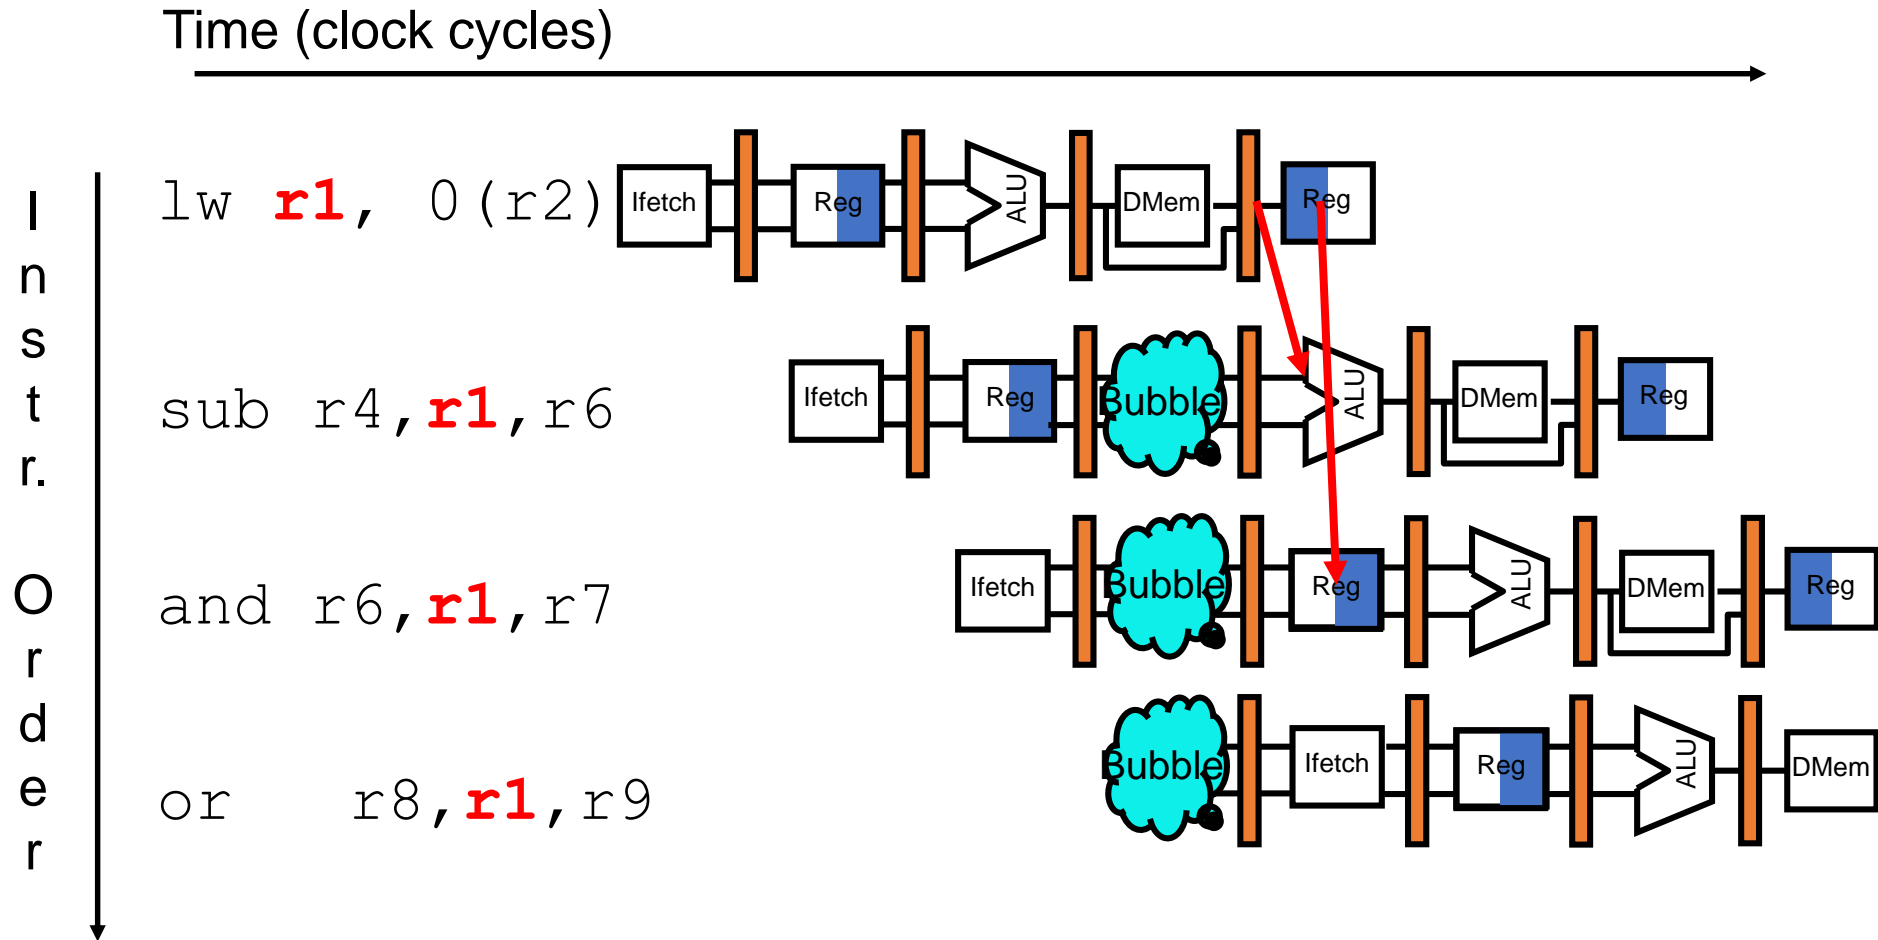 Time (clock cycles)
Instr. Order
lw r1, 0(r2)
Ifetch Reg ALU DMem Reg
sub r4,r1,r6
Ifetch Reg Bubble ALU DMem Reg
and r6,r1,r7
Ifetch Bubble Reg ALU DMem Reg
or r8,r1,r9
Bubble Ifetch Reg ALU DMem